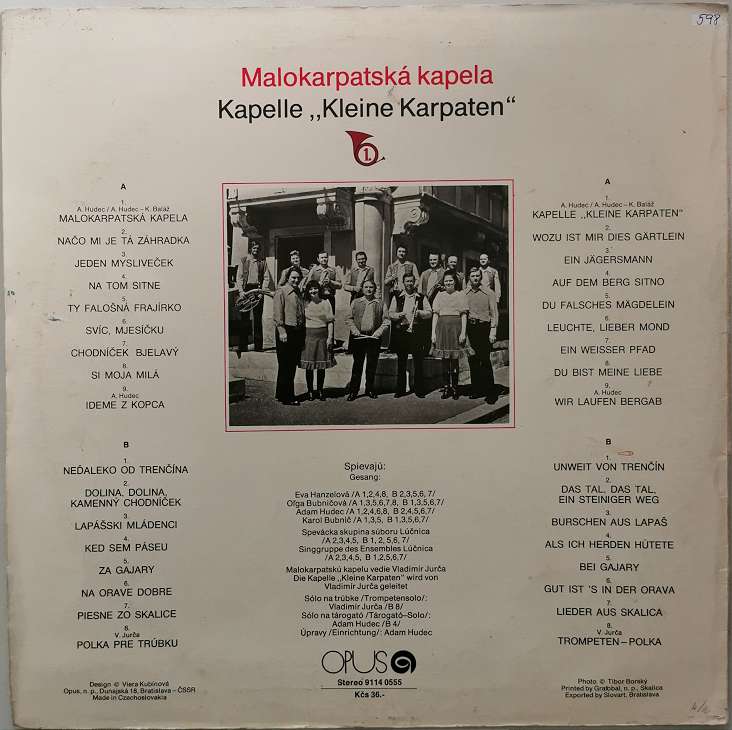 598
Malokarpatská kapela
Kapelle ,,Kleine Karpaten"
1.
A
1.
A. Hudec / A. Hudec – K. Baláž
MALOKARPATSKÁ KAPELA
2.
NAČO MI JE TÁ ZÁHRADKA
3.
JEDEN MYSLIVEČEK
4.
NA TOM SITNE
5.
TY FALOŠNÁ FRAJÍRKO
6.
SVÍC, MJESÍČKU
7.
CHODNÍČEK BJELAVÝ
8.
SI MOJA MILÁ
9.
A. Hudec
IDEME Z KOPCA
B
1.
NEĎALEKO OD TRENČÍNA
2.
DOLINA, DOLINA,
KAMENNÝ CHODNÍČEK
3.
LAPÁŠSKI MLÁDENCI
4.
KED SEM PÁSEU
5.
ZA GAJARY
6.
NA ORAVE DOBRE
7.
PIESNE ZO SKALICE
8.
V. Jurča
POLKA PRE TRÚBKU
Design © Viera Kubínová
Opus, n. p., Dunajská 18, Bratislava – ČSSR
Made in Czechoslovakia
Spievajú:
Gesang:
Eva Hanzelová /A 1,2,4,8, B 2,3,5,6, 7/
Oľga Bubničová /A 1,3,5,6,7,8, B 1,3,5,6, 7/
Adam Hudec /A 1,2,4,6,8, B 2,4,5,6,7/
Karol Bubnič /A 1,3,5, B 1,3,5,6,7/
Spevácka skupina súboru Lúčnica
/A 2,3,4,5, B 1, 2,5,6, 7/
Singgruppe des Ensembles Lúčnica
/A 2,3,4,5, B 1,2,5,6,7/
Malokarpatskú kapelu vedie Vladimír Jurča
Die Kapelle „Kleine Karpaten" wird von
Vladimír Jurča geleitet
Sólo na trúbke /Trompetensolo/:
Vladimír Jurča /B 8/
Sólo na tárogató /Tárogató–Solo/:
Adam Hudec /B 4/
Úpravy /Einrichtung/: Adam Hudec
OPUS
Stereo 9114 0555
Kčs 36.-
A
1.
A. Hudec / A. Hudec – K. Baláž
KAPELLE ,,KLEINE KARPATEN"
2.
WOZU IST MIR DIES GÄRTLEIN
3.
EIN JÄGERSMANN
4.
AUF DEM BERG SITNO
5.
DU FALSCHES MÄGDELEIN
6.
LEUCHTE, LIEBER MOND
7.
EIN WEISSER PFAD
8.
DU BIST MEINE LIEBE
9.
A. Hudec
WIR LAUFEN BERGAB
B
1.
UNWEIT VON TRENČÍN
2.
DAS TAL, DAS TAL,
EIN STEINIGER WEG
3.
BURSCHEN AUS LAPAŠ
4.
ALS ICH HERDEN HÜTETE
5.
BEI GAJARY
6.
GUT IST 'S IN DER ORAVA
7.
LIEDER AUS SKALICA
8.
V. Jurča
TROMPETEN–POLKA
Photo © Tibor Borský
Printed by Grafobal, n. p., Skalica
Exported by Slovart, Bratislava